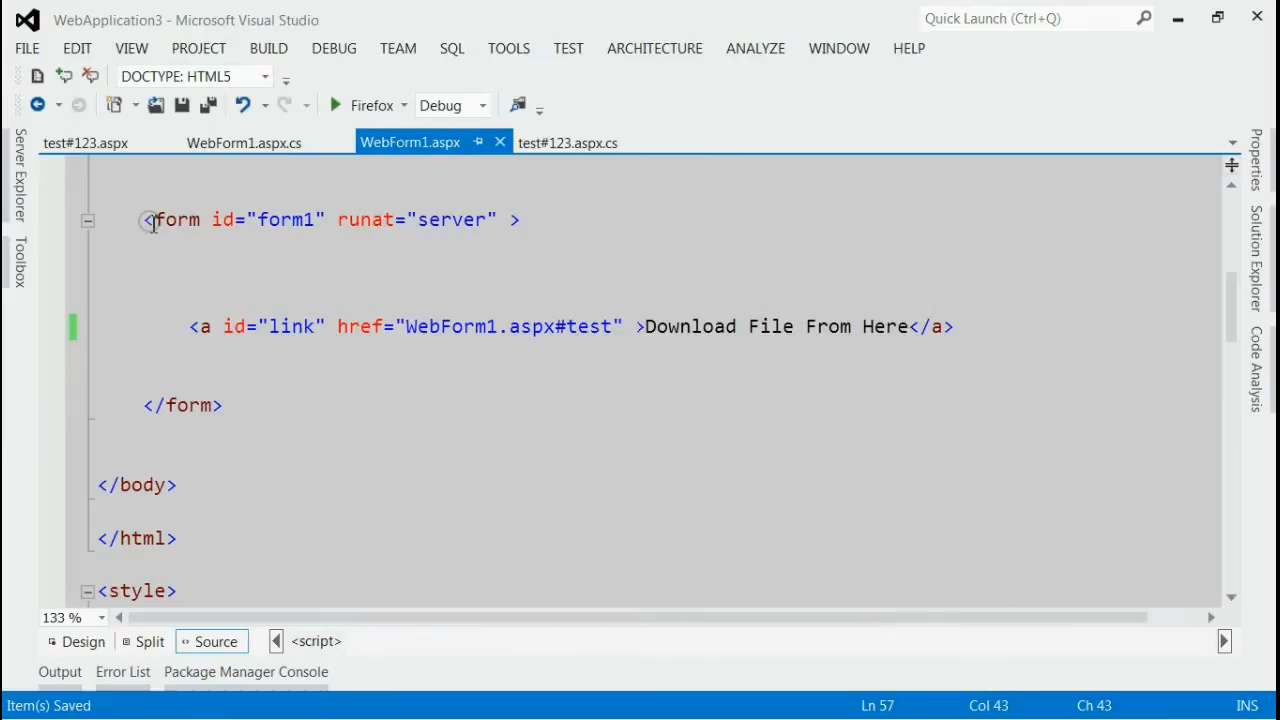 WebApplication3 - Microsoft Visual Studio
Quick Launch (Ctrl+Q)
FILE EDIT VIEW PROJECT BUILD DEBUG TEAM SQL TOOLS TEST ARCHITECTURE ANALYZE WINDOW HELP
DOCTYPE: HTML5
Firefox Debug
test#123.aspx WebForm1.aspx.cs WebForm1.aspx test#123.aspx.cs
Server Explorer
Toolbox
Properties
Solution Explorer
Code Analysis
<form id="form1" runat="server" >
<a id="link" href="WebForm1.aspx#test" >Download File From Here</a>
</form>
</body>
</html>
<style>
133 %
Design Split Source <script>
Output Error List Package Manager Console
Item(s) Saved Ln 57 Col 43 Ch 43 INS